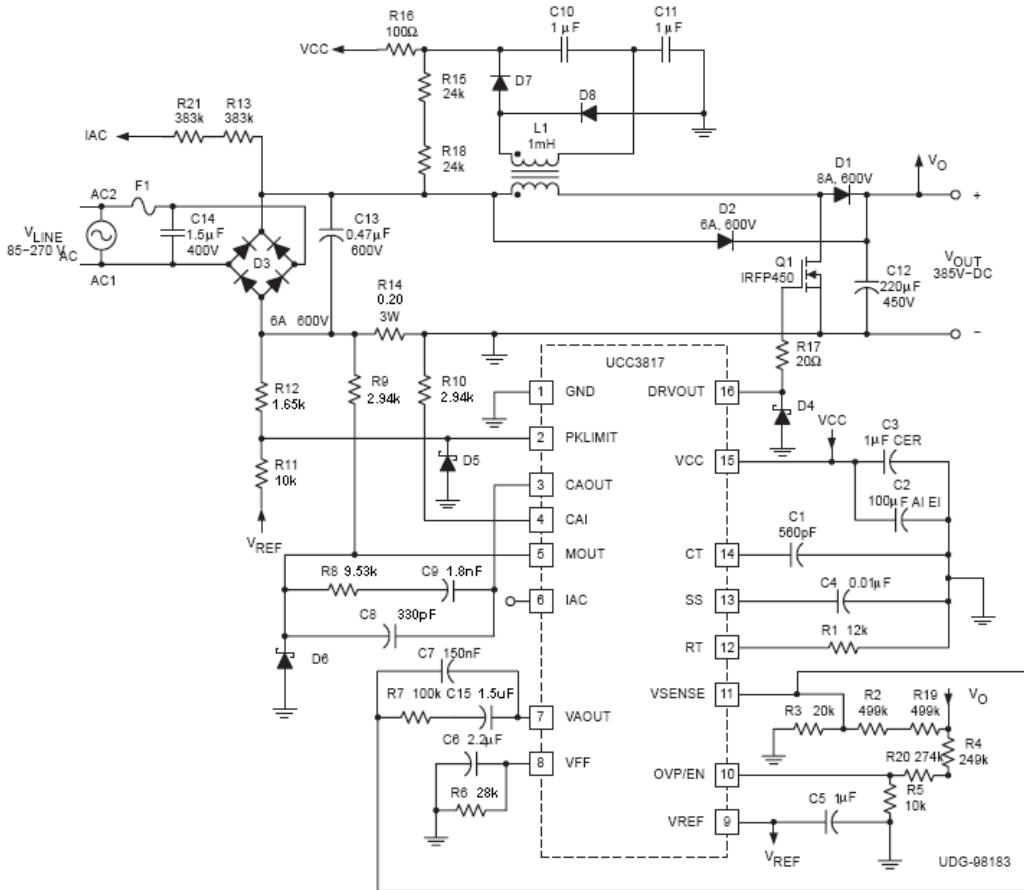 C10
1 μF
C11
1 μF
R16
100Ω
VCC
D7
R15
24k
D8
R21
383k
R13
383k
L1
1mH
IAC
R18
24k
D1
8A, 600V
VO
AC2
F1
D2
6A, 600V
+
C14
1.5μF
400V
C13
0.47μF
600V
VLINE
85−270 VAC
D3
Q1
IRFP450
VOUT
385V−DC
AC1
C12
220μF
450V
R14
0.20
3W
6A 600V
−
R17
20Ω
UCC3817
R12
1.65k
R9
2.94k
R10
2.94k
1
GND
DRVOUT
16
D4
VCC
C3
1μF CER
2
PKLIMIT
VCC
15
D5
R11
10k
3
CAOUT
C2
100μF AI EI
4
CAI
C1
560pF
VREF
5
MOUT
CT
14
R8 9.53k
C9 1.8nF
C4 0.01μF
6
IAC
SS
13
C8 330pF
R1 12k
D6
RT
12
C7 150nF
VSENSE
11
R7 100k
C15 1.5uF
R2
499k
R19
499k
VO
R3 20k
7
VAOUT
C6 2.2μF
R20 274k
R4
249k
8
VFF
OVP/EN
10
R6 28k
R5
10k
C5 1μF
VREF
9
VREF
UDG-98183